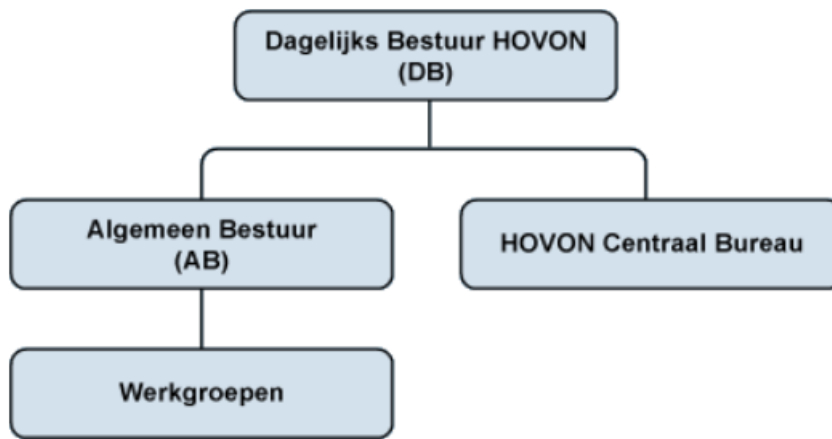 Dagelijks Bestuur HOVON
(DB)
Algemeen Bestuur
(AB)
HOVON Centraal Bureau
Werkgroepen